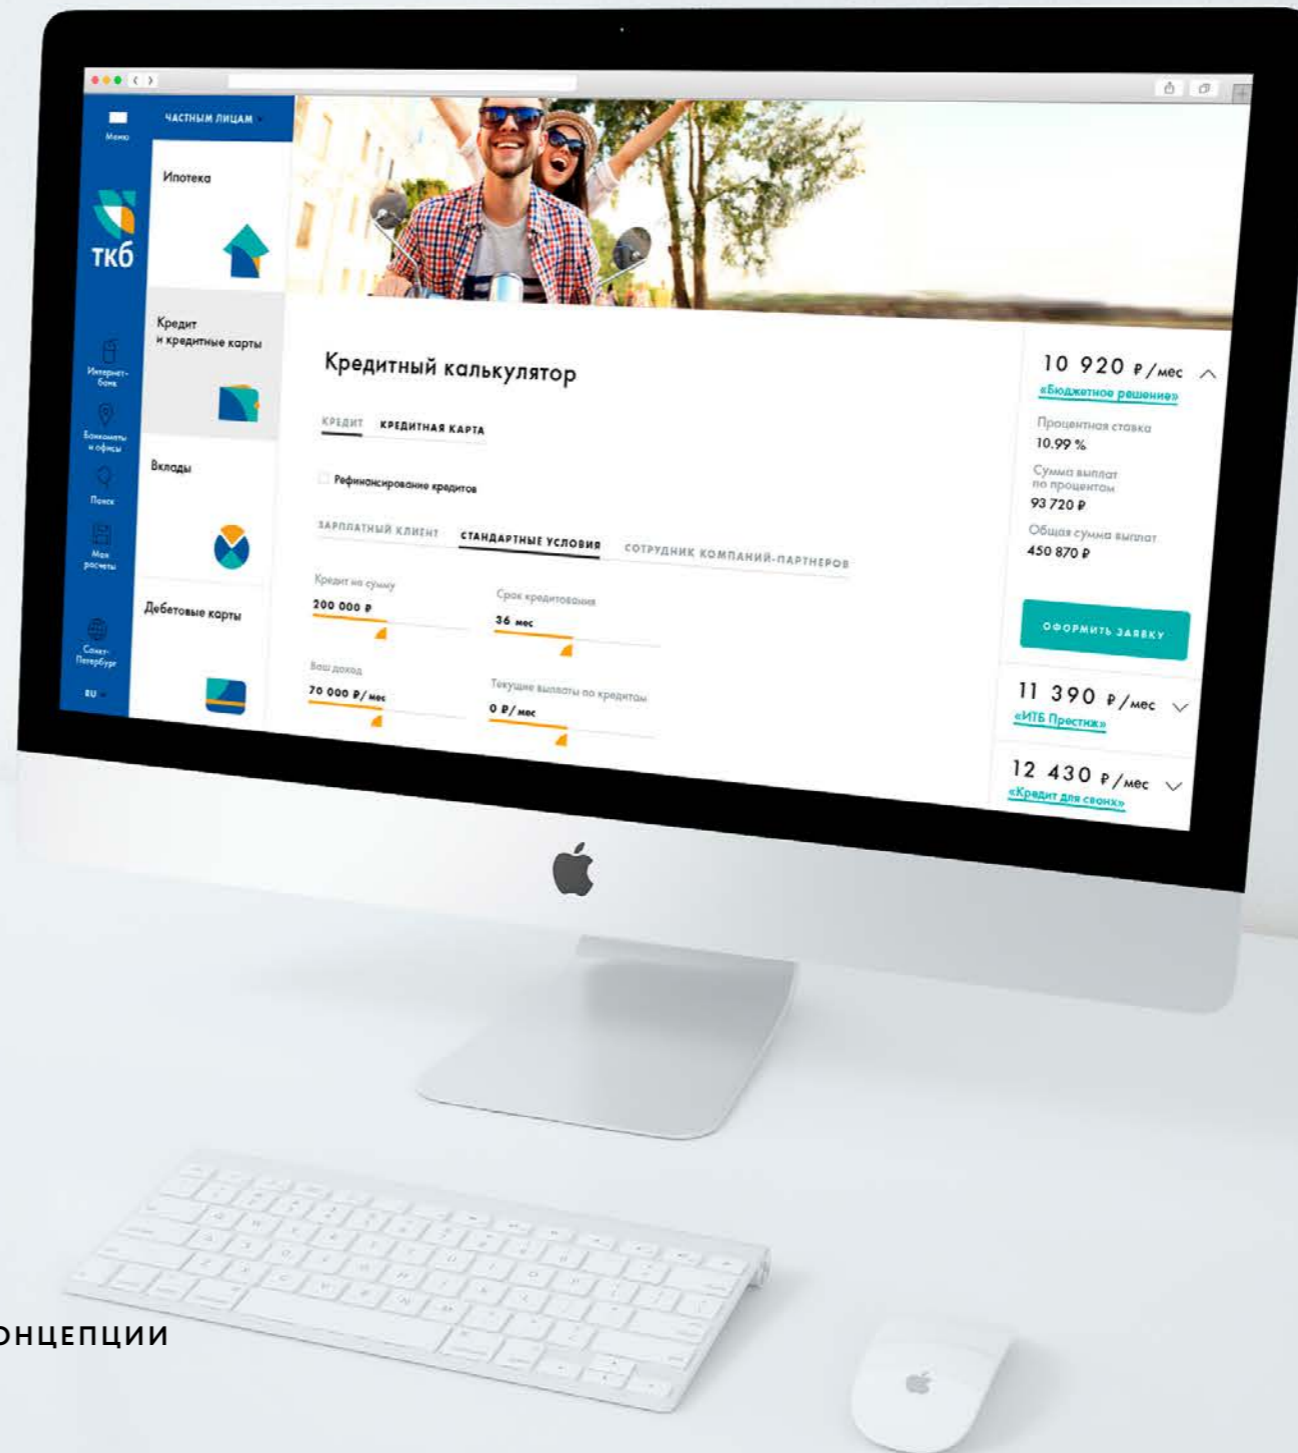 Меню
ЧАСТНЫМ ЛИЦАМ
ткб
Интернет-
банк
Банкоматы
и офисы
Поиск
Мои
расчеты
Санкт-
Петербург
RU
Ипотека
Кредит
и кредитные карты
Вклады
Дебетовые карты
Кредитный калькулятор
КРЕДИТ КРЕДИТНАЯ КАРТА
Рефинансирование кредитов
ЗАРПЛАТНЫЙ КЛИЕНТ СТАНДАРТНЫЕ УСЛОВИЯ СОТРУДНИК КОМПАНИЙ-ПАРТНЕРОВ
Кредит на сумму
200 000 ₽
Срок кредитования
36 мес
Ваш доход
70 000 ₽/мес
Текущие выплаты по кредитам
0 ₽/мес
10 920 ₽/мес
«Бюджетное решение»
Процентная ставка
10.99 %
Сумма выплат
по процентам
93 720 ₽
Общая сумма выплат
450 870 ₽
ОФОРМИТЬ ЗАЯВКУ
11 390 ₽/мес
«ИТБ Престиж»
12 430 ₽/мес
«Кредит для своих»
ОНЦЕПЦИИ